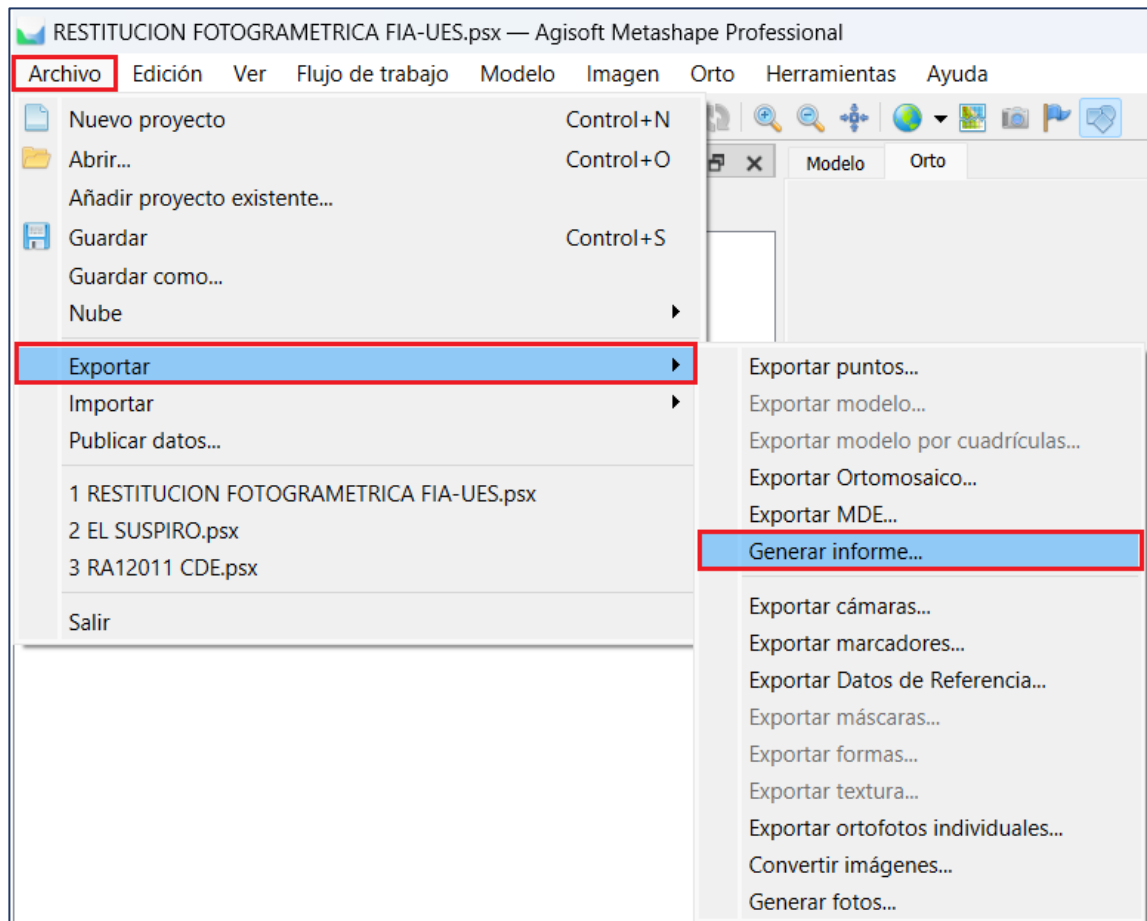 RESTITUCION FOTOGRAMETRICA FIA-UES.psx — Agisoft Metashape Professional
Archivo Edición Ver Flujo de trabajo Modelo Imagen Orto Herramientas Ayuda
Nuevo proyecto Control+N
Abrir... Control+O
Añadir proyecto existente...
Guardar Control+S
Guardar como...
Nube
Exportar
Importar
Publicar datos...
1 RESTITUCION FOTOGRAMETRICA FIA-UES.psx
2 EL SUSPIRO.psx
3 RA12011 CDE.psx
Salir
Modelo Orto
Exportar puntos...
Exportar modelo...
Exportar modelo por cuadrículas...
Exportar Ortomosaico...
Exportar MDE...
Generar informe...
Exportar cámaras...
Exportar marcadores...
Exportar Datos de Referencia...
Exportar máscaras...
Exportar formas...
Exportar textura...
Exportar ortofotos individuales...
Convertir imágenes...
Generar fotos...